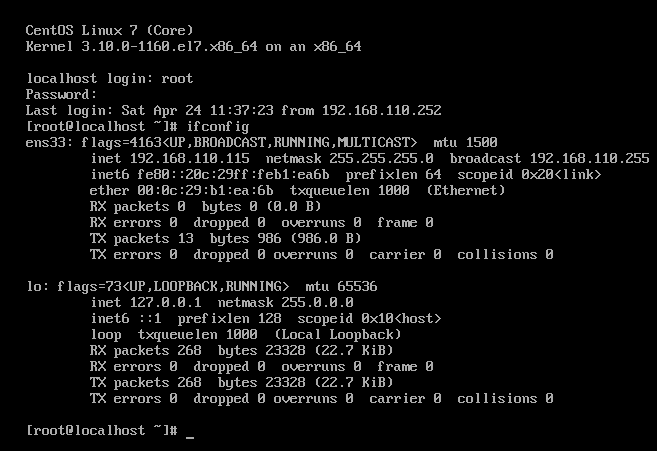 CentOS Linux 7 (Core)
Kernel 3.10.0-1160.el7.x86_64 on an x86_64
localhost login: root
Password:
Last login: Sat Apr 24 11:37:23 from 192.168.110.252
[root@localhost ~]# ifconfig
ens33: flags=4163<UP,BROADCAST,RUNNING,MULTICAST>  mtu 1500
        inet 192.168.110.115  netmask 255.255.255.0  broadcast 192.168.110.255
        inet6 fe80::20c:29ff:feb1:ea6b  prefixlen 64  scopeid 0x20<link>
        ether 00:0c:29:b1:ea:6b  txqueuelen 1000  (Ethernet)
        RX packets 0  bytes 0 (0.0 B)
        RX errors 0  dropped 0  overruns 0  frame 0
        TX packets 13  bytes 986 (986.0 B)
        TX errors 0  dropped 0 overruns 0  carrier 0  collisions 0
lo: flags=73<UP,LOOPBACK,RUNNING>  mtu 65536
        inet 127.0.0.1  netmask 255.0.0.0
        inet6 ::1  prefixlen 128  scopeid 0x10<host>
        loop  txqueuelen 1000  (Local Loopback)
        RX packets 268  bytes 23328 (22.7 KiB)
        RX errors 0  dropped 0  overruns 0  frame 0
        TX packets 268  bytes 23328 (22.7 KiB)
        TX errors 0  dropped 0 overruns 0  carrier 0  collisions 0
[root@localhost ~]# _